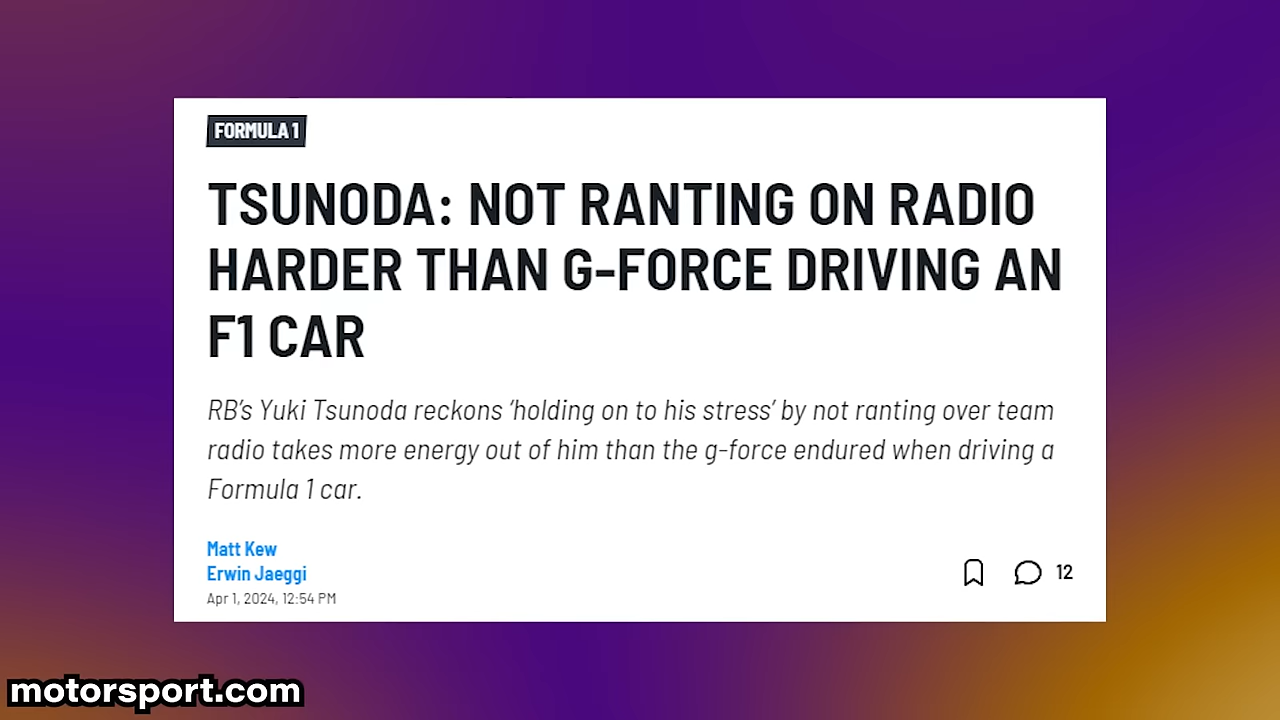 FORMULA 1
TSUNODA: NOT RANTING ON RADIO
HARDER THAN G-FORCE DRIVING AN
F1 CAR
RB's Yuki Tsunoda reckons ‘holding on to his stress’ by not ranting over team
radio takes more energy out of him than the g-force endured when driving a
Formula 1 car.
Matt Kew
Erwin Jaeggi
Apr 1, 2024, 12:54 PM
12
motorsport.com